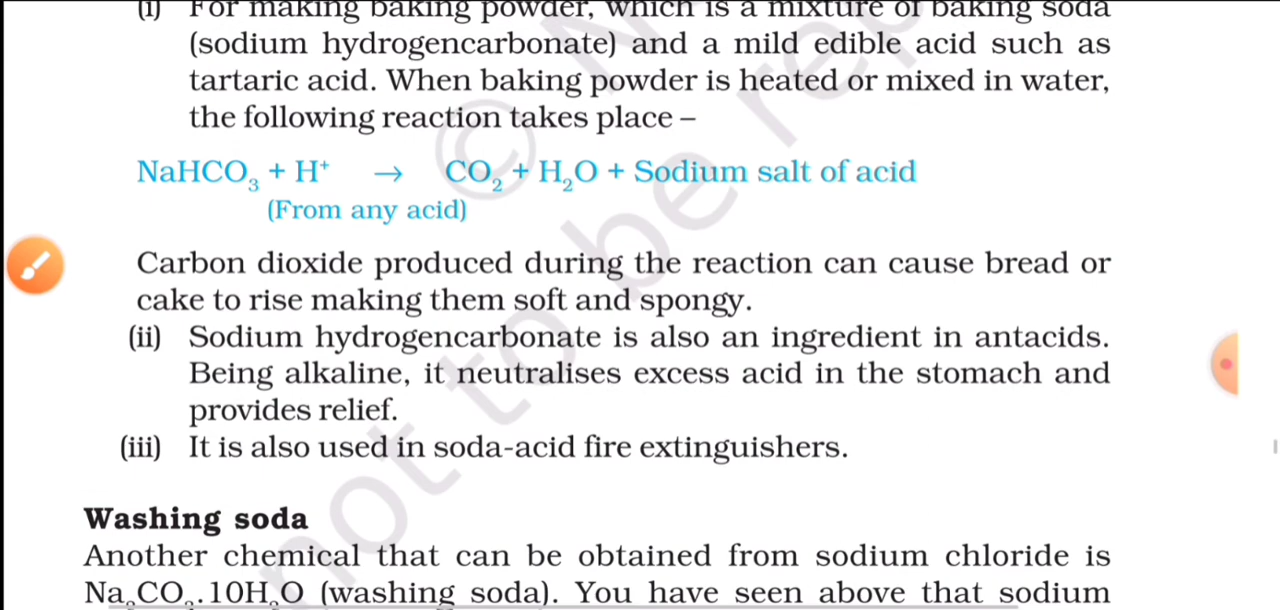 (i) For making baking powder, which is a mixture of baking soda
(sodium hydrogencarbonate) and a mild edible acid such as
tartaric acid. When baking powder is heated or mixed in water,
the following reaction takes place –
NaHCO₃ + H⁺ → CO₂ + H₂O + Sodium salt of acid
(From any acid)
Carbon dioxide produced during the reaction can cause bread or
cake to rise making them soft and spongy.
(ii) Sodium hydrogencarbonate is also an ingredient in antacids.
Being alkaline, it neutralises excess acid in the stomach and
provides relief.
(iii) It is also used in soda-acid fire extinguishers.
Washing soda
Another chemical that can be obtained from sodium chloride is
Na₂CO₃.10H₂O (washing soda). You have seen above that sodium
© N
not to be rep